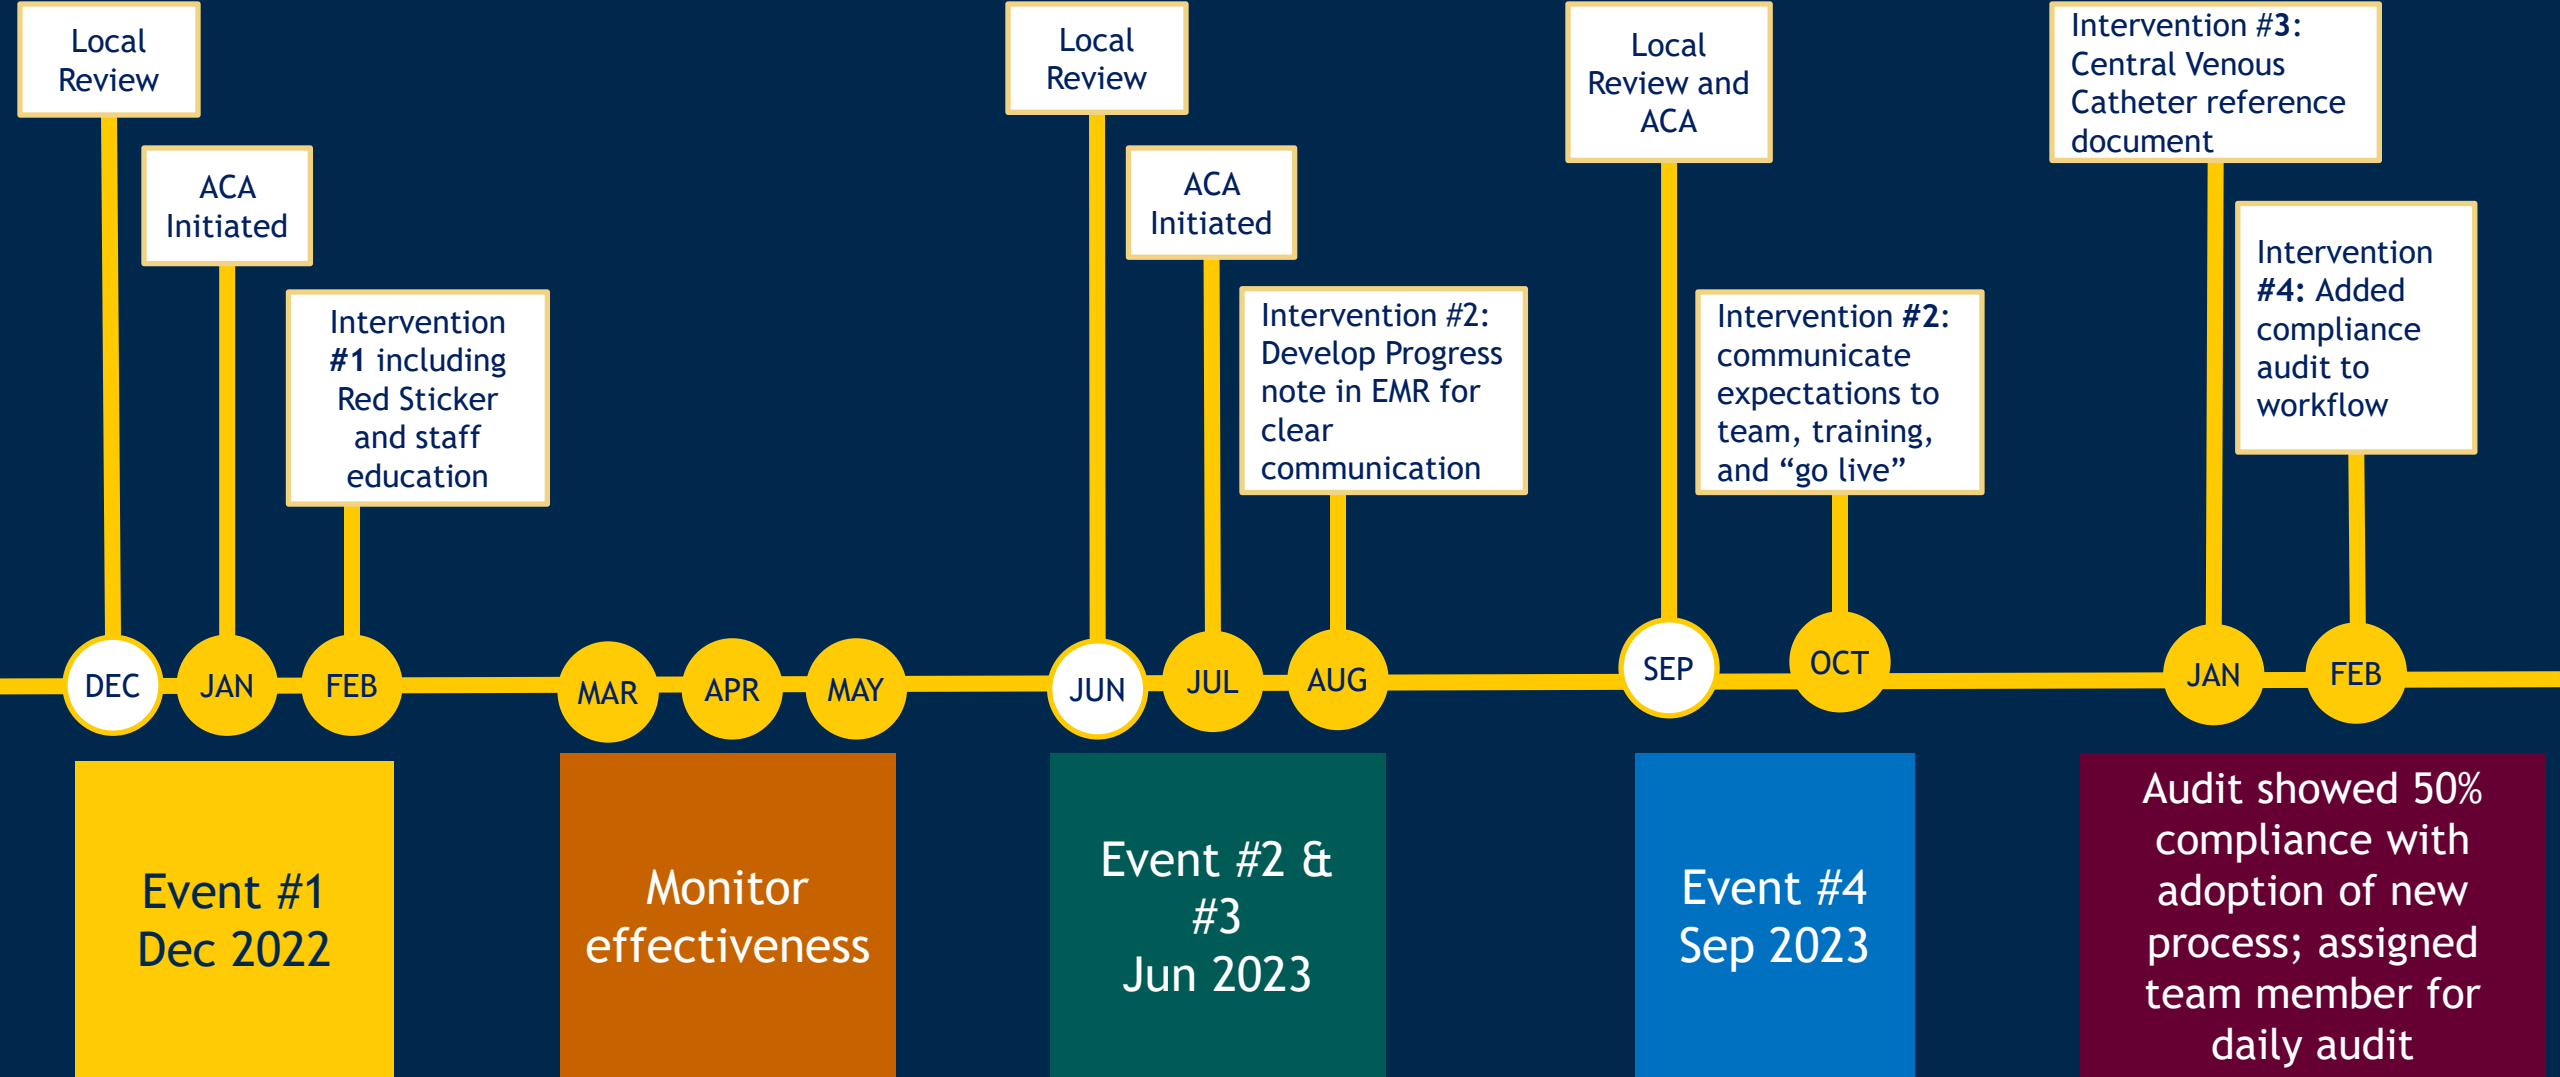 Local
Review
ACA
Initiated
Intervention
#1 including
Red Sticker
and staff
education
Local
Review
ACA
Initiated
Intervention #2:
Develop Progress
note in EMR for
clear
communication
Local
Review and
ACA
Intervention #2:
communicate
expectations to
team, training,
and “go live”
Intervention #3:
Central Venous
Catheter reference
document
Intervention
#4: Added
compliance
audit to
workflow
DEC
JAN
FEB
MAR
APR
MAY
JUN
JUL
AUG
SEP
OCT
JAN
FEB
Event #1
Dec 2022
Monitor
effectiveness
Event #2 &
#3
Jun 2023
Event #4
Sep 2023
Audit showed 50%
compliance with
adoption of new
process; assigned
team member for
daily audit